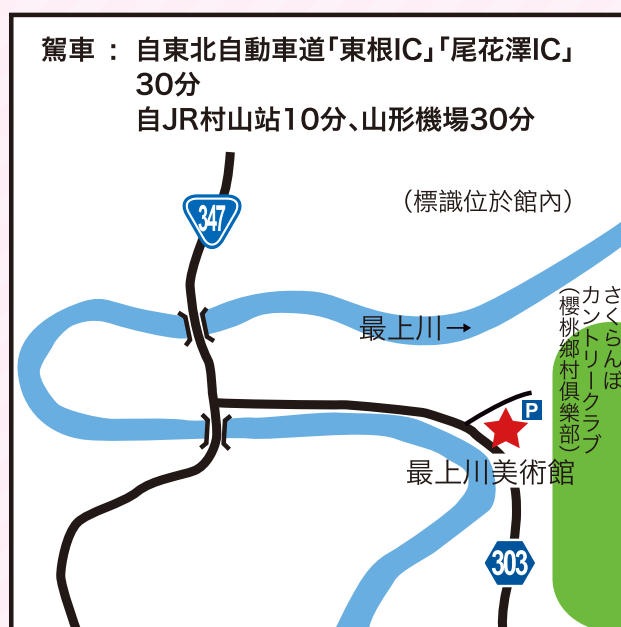 駕車 : 自東北自動車道「東根IC」「尾花澤IC」
30分
自JR村山站10分、山形機場30分
347
（標識位於館內）
最上川→
さくらんぼ
カントリークラブ
（櫻桃鄉村俱樂部）
P
最上川美術館
303